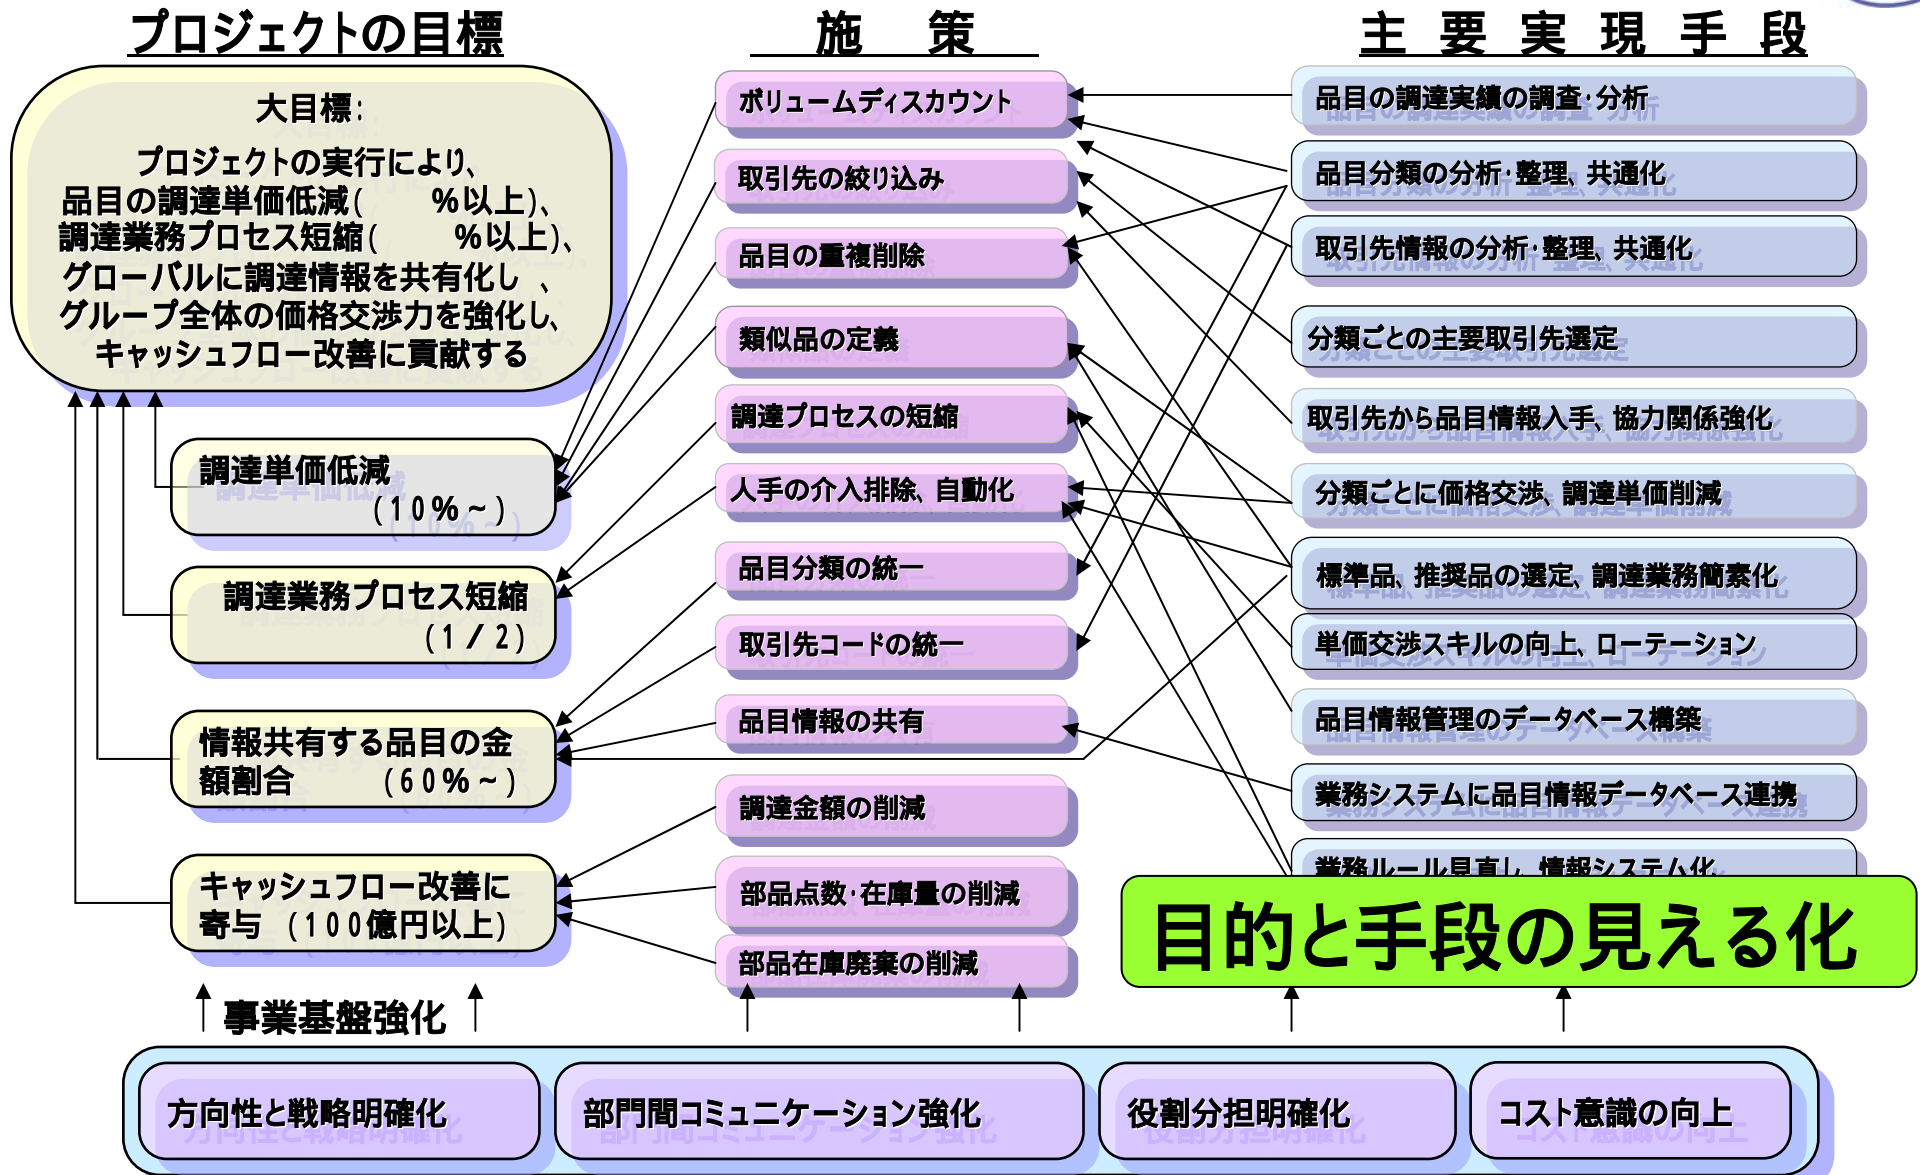 プロジェクトの目標
大目標：
プロジェクトの実行により、
品目の調達単価低減(　　%以上)、
調達業務プロセス短縮(　　%以上)、
グローバルに調達情報を共有化し 、
グループ全体の価格交渉力を強化し、
キャッシュフロー改善に貢献する
調達単価低減
(10%~)
調達業務プロセス短縮
(1/2)
情報共有する品目の金
額割合　　(60%~)
キャッシュフロー改善に
寄与 (100億円以上)
施　策
ボリュームディスカウント
取引先の絞り込み
品目の重複削除
類似品の定義
調達プロセスの短縮
人手の介入排除、自動化
品目分類の統一
取引先コードの統一
品目情報の共有
調達金額の削減
部品点数・在庫量の削減
部品在庫廃棄の削減
主 要 実 現 手 段
品目の調達実績の調査・分析
品目分類の分析・整理、共通化
取引先情報の分析・整理、共通化
分類ごとの主要取引先選定
取引先から品目情報入手、協力関係強化
分類ごとに価格交渉、調達単価削減
標準品、推奨品の選定、調達業務簡素化
単価交渉スキルの向上、ローテーション
品目情報管理のデータベース構築
業務システムに品目情報データベース連携
業務ルール見直し、情報システム化
目的と手段の見える化
事業基盤強化
方向性と戦略明確化
部門間コミュニケーション強化
役割分担明確化
コスト意識の向上